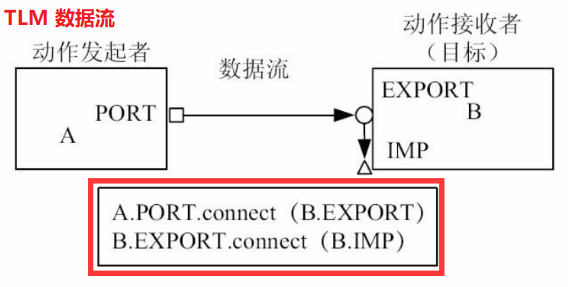 TLM 数据流
动作发起者
动作接收者
（目标）
数据流
PORT
A
EXPORT
B
IMP
A.PORT.connect（B.EXPORT）
B.EXPORT.connect（B.IMP）